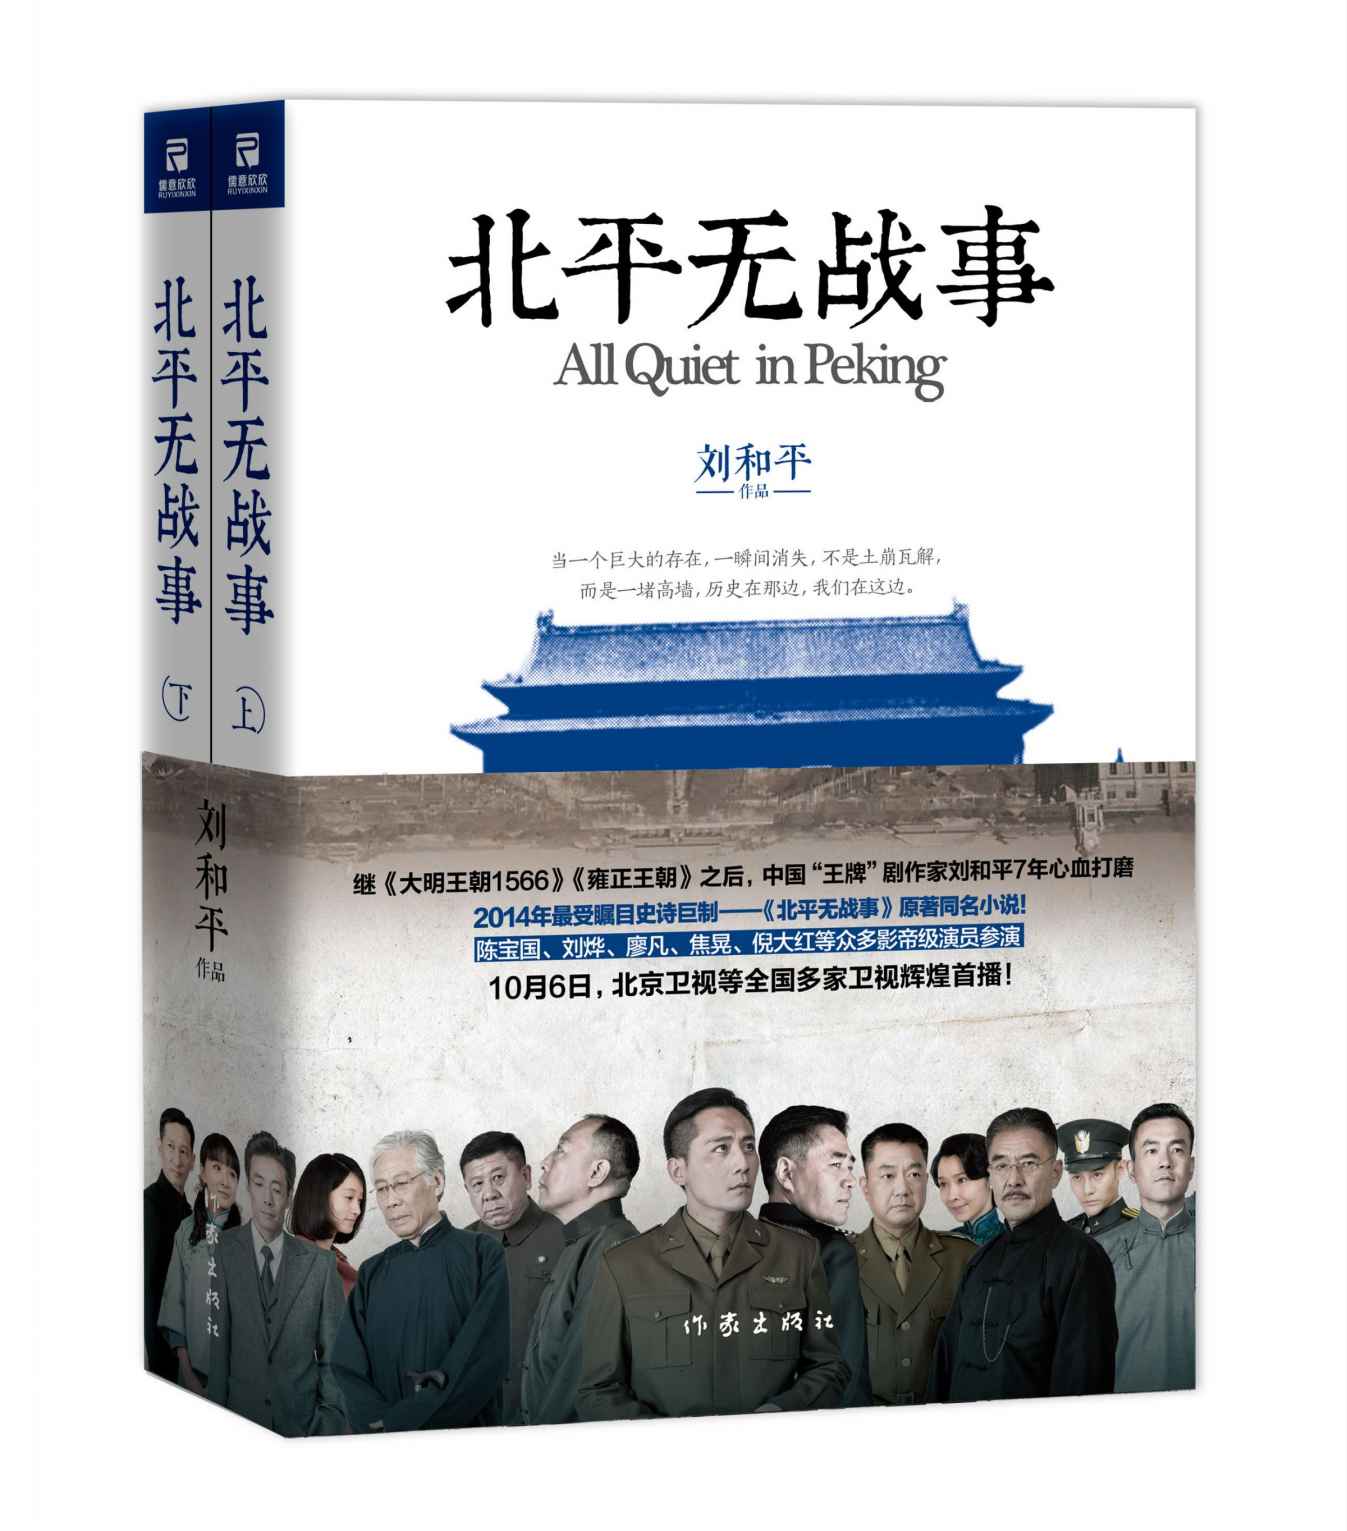 儒意欣欣
RUYIXINXIN
北平无战事
下
儒意欣欣
RUYIXINXIN
北平无战事
上
刘和平
作品
作家出版社
北平无战事
All Quiet in Peking
刘和平
作品
当一个巨大的存在,一瞬间消失,不是土崩瓦解,
而是一堵高墙,历史在那边,我们在这边。
继《大明王朝1566》《雍正王朝》之后,中国“王牌”剧作家刘和平7年心血打磨
2014年最受瞩目史诗巨制——《北平无战事》原著同名小说!
陈宝国、刘烨、廖凡、焦晃、倪大红等众多影帝级演员参演
10月6日,北京卫视等全国多家卫视辉煌首播!
作家出版社